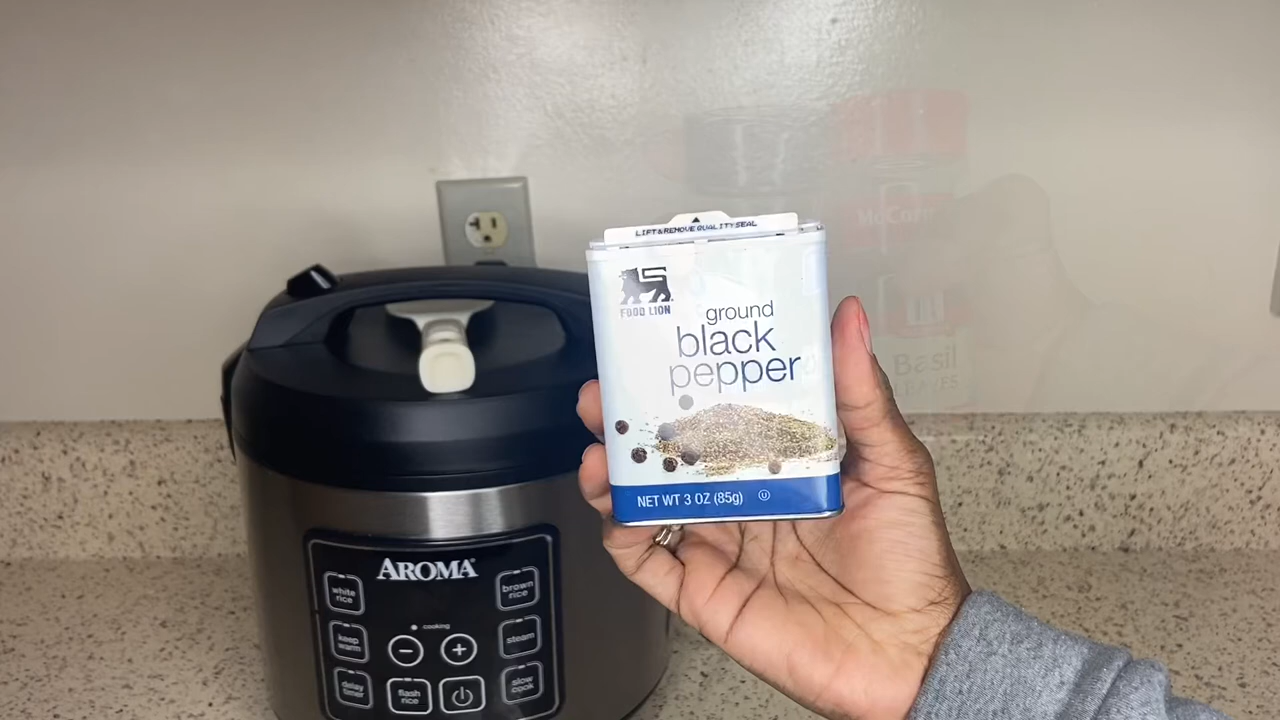 LIFT & REMOVE QUALITY SEAL
FOOD LION
ground
black
pepper
NET WT 3 OZ (85g)
U
McCorm
Basil
LEAVES
AROMA®
white
rice
brown
rice
cooking
keep
warm
−
+
steam
delay
timer
flash
rice
slow
cook